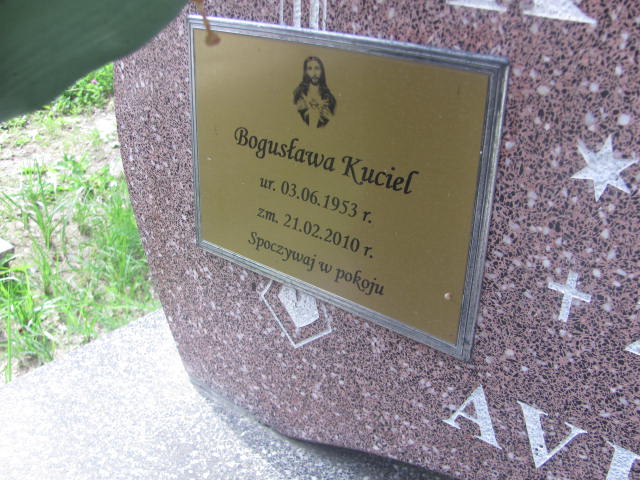 Bogusława Kuciel
ur. 03.06.1953 r.
zm. 21.02.2010 r.
Spoczywaj w pokoju